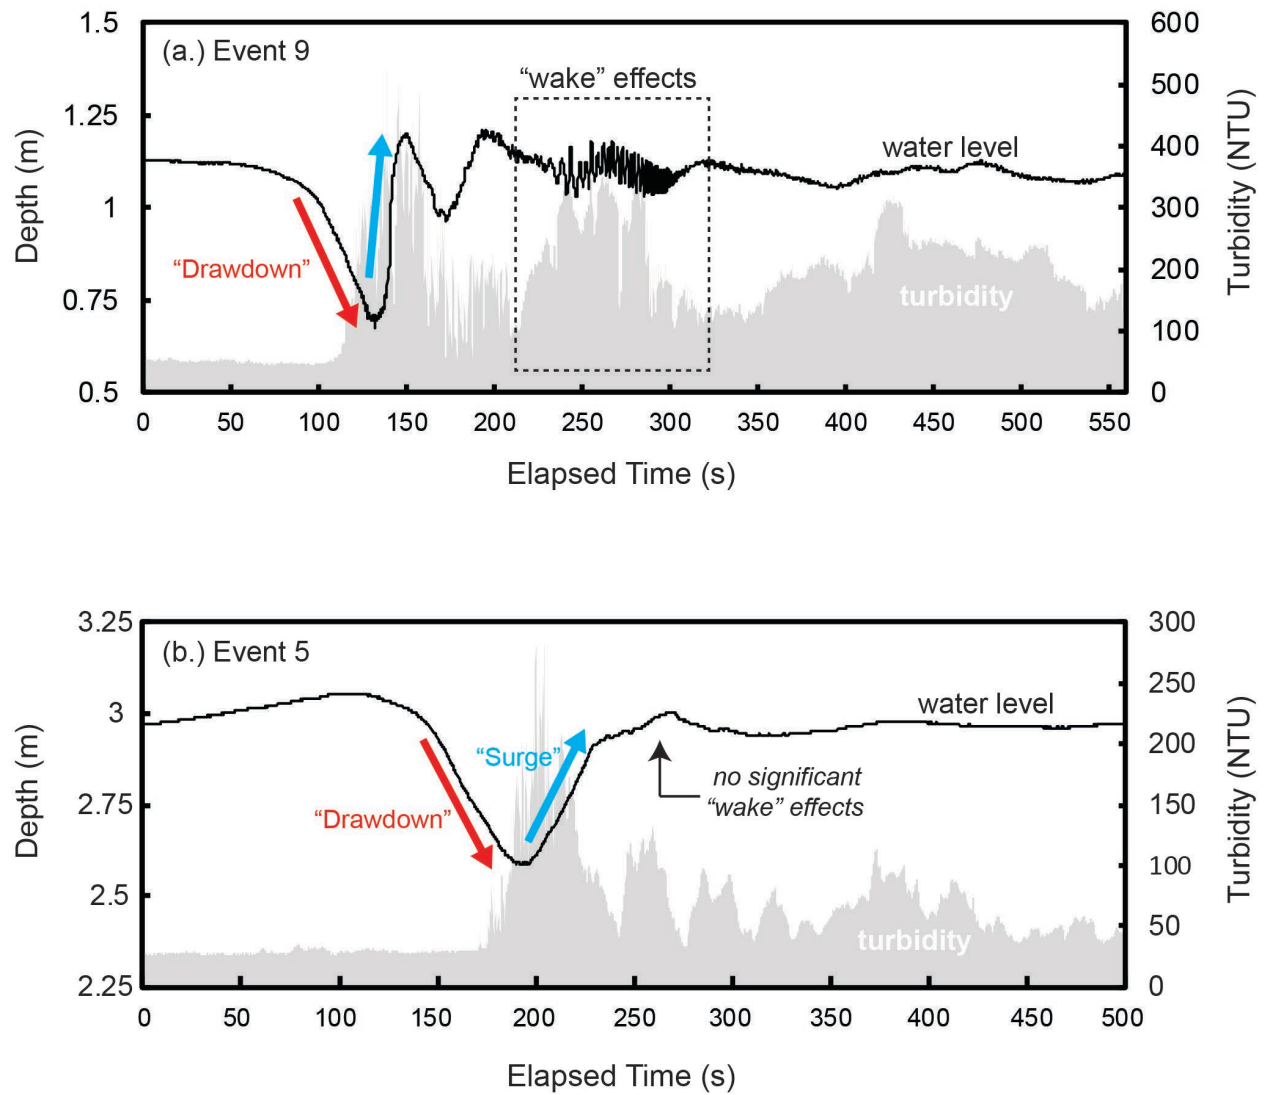 (a.) Event 9
“wake” effects
water level
“Drawdown”
turbidity
Depth (m)
1.5
1.25
1
0.75
0.5
Turbidity (NTU)
600
500
400
300
200
100
0
0 50 100 150 200 250 300 350 400 450 500 550
Elapsed Time (s)
(b.) Event 5
water level
“Surge”
“Drawdown”
no significant
“wake” effects
turbidity
Depth (m)
3.25
3
2.75
2.5
2.25
Turbidity (NTU)
300
250
200
150
100
50
0
0 50 100 150 200 250 300 350 400 450 500
Elapsed Time (s)